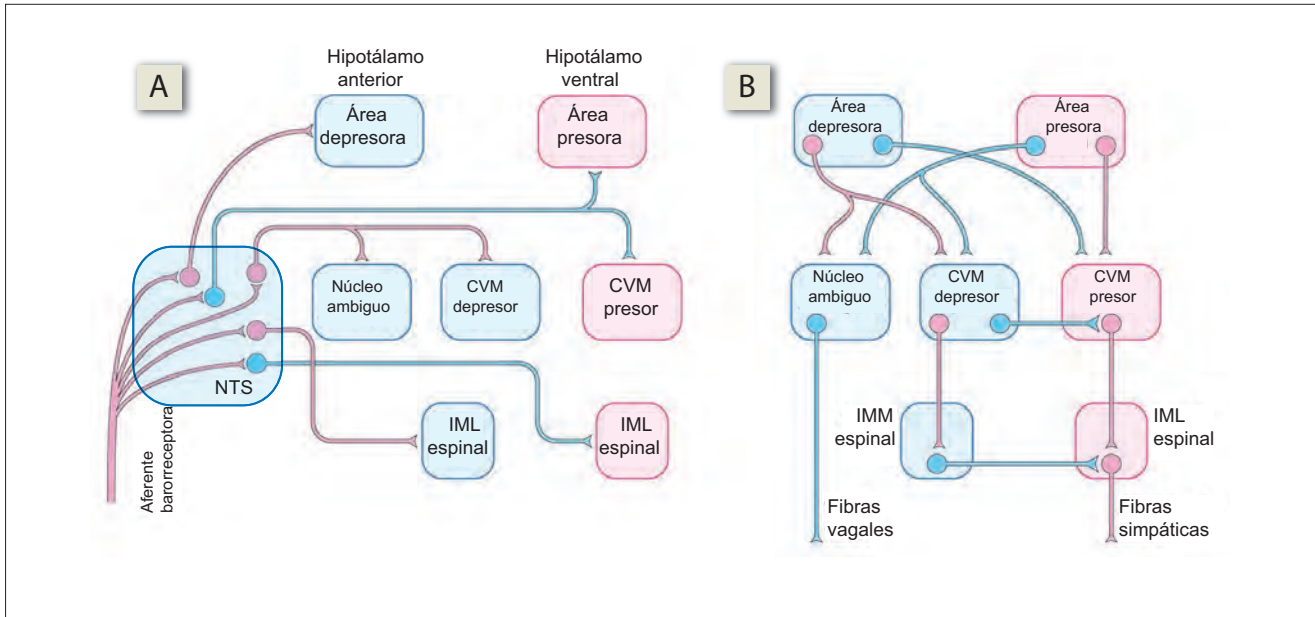 A
Hipotálamo
anterior
Hipotálamo
ventral
Área
depresora
Área
presora
Núcleo
ambiguo
CVM
depresor
CVM
presor
NTS
IML
espinal
IML
espinal
Aferente
barorreceptora
B
Área
depresora
Área
presora
Núcleo
ambiguo
CVM
depresor
CVM
presor
IMM
espinal
IML
espinal
Fibras
vagales
Fibras
simpáticas